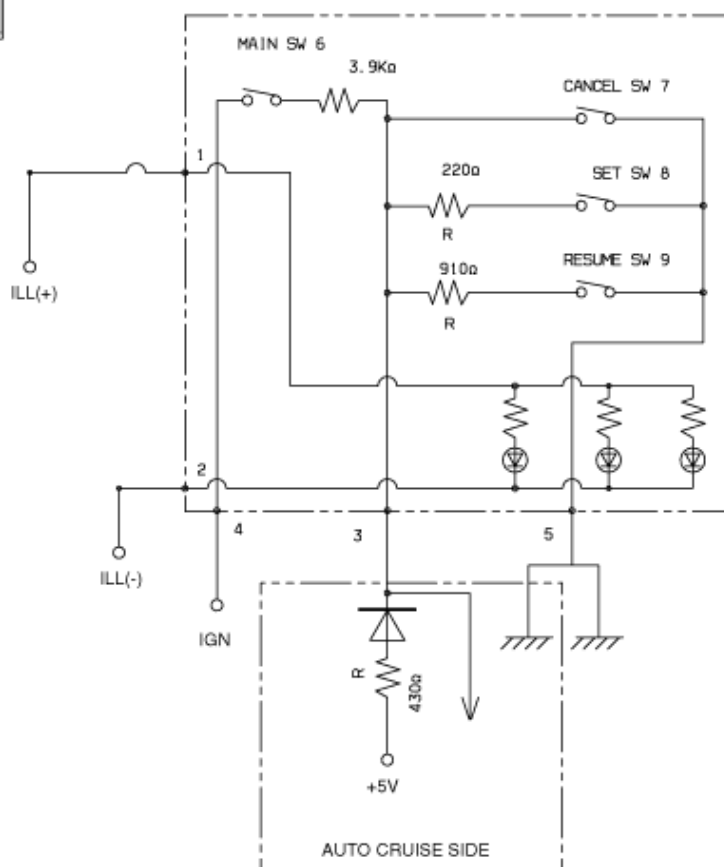 MAIN SW 6
3.9KΩ
CANCEL SW 7
1
220Ω
SET SW 8
R
ILL(+)
910Ω
RESUME SW 9
R
2
4
3
5
ILL(-)
IGN
R
430Ω
+5V
AUTO CRUISE SIDE